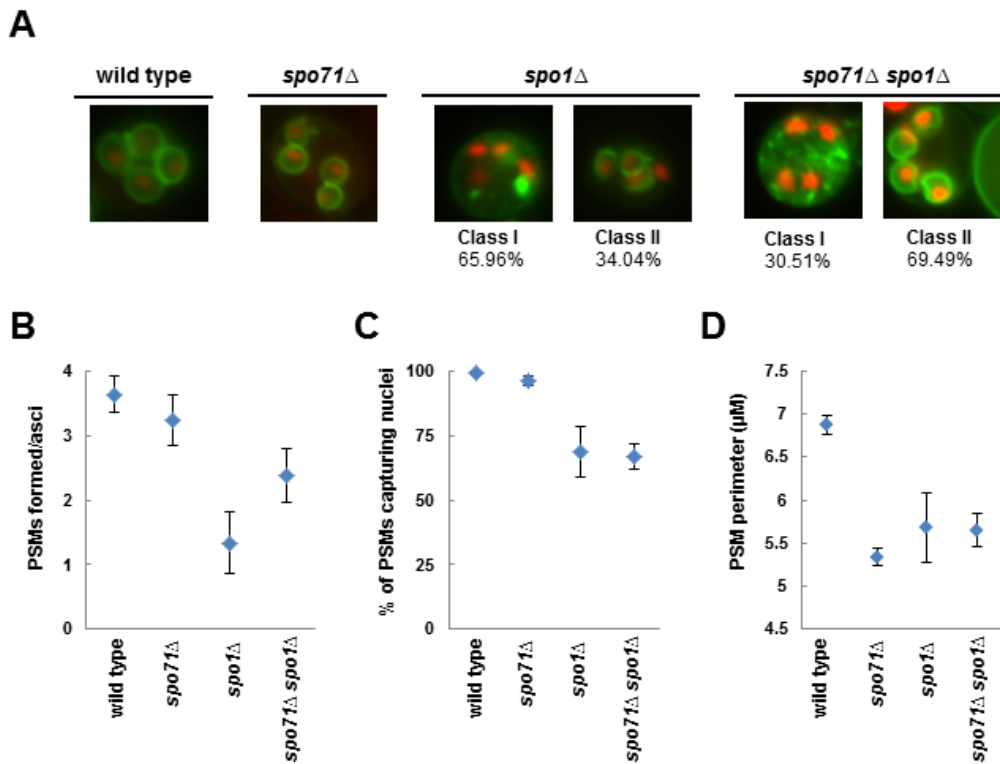 A
wild type
spo71Δ
spo1Δ
spo71Δ spo1Δ
Class I
65.96%
Class II
34.04%
Class I
30.51%
Class II
69.49%
B
PSMs formed/asci
4
3
2
1
0
wild type
spo71Δ
spo1Δ
spo71Δ spo1Δ
C
% of PSMs capturing nuclei
100
75
50
25
0
wild type
spo71Δ
spo1Δ
spo71Δ spo1Δ
D
PSM perimeter (µM)
7.5
7
6.5
6
5.5
5
4.5
wild type
spo71Δ
spo1Δ
spo71Δ spo1Δ